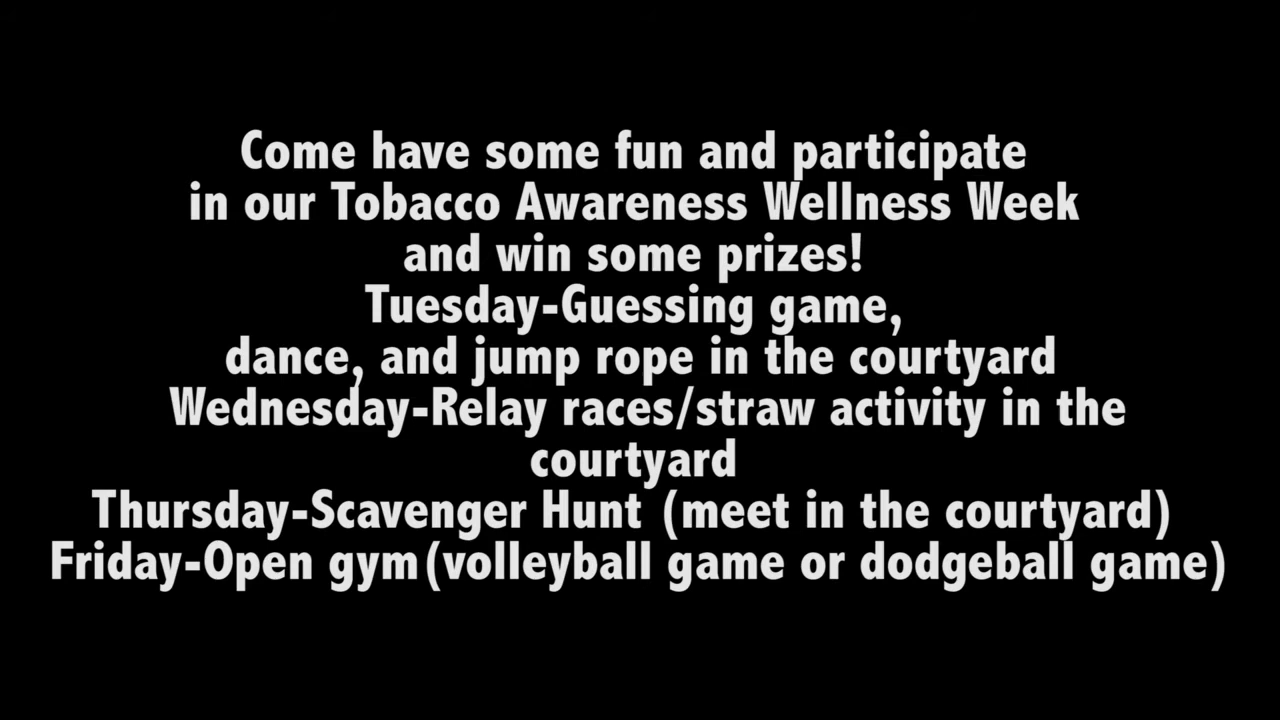 Come have some fun and participate
in our Tobacco Awareness Wellness Week
and win some prizes!
Tuesday-Guessing game,
dance, and jump rope in the courtyard
Wednesday-Relay races/straw activity in the
courtyard
Thursday-Scavenger Hunt (meet in the courtyard)
Friday-Open gym(volleyball game or dodgeball game)